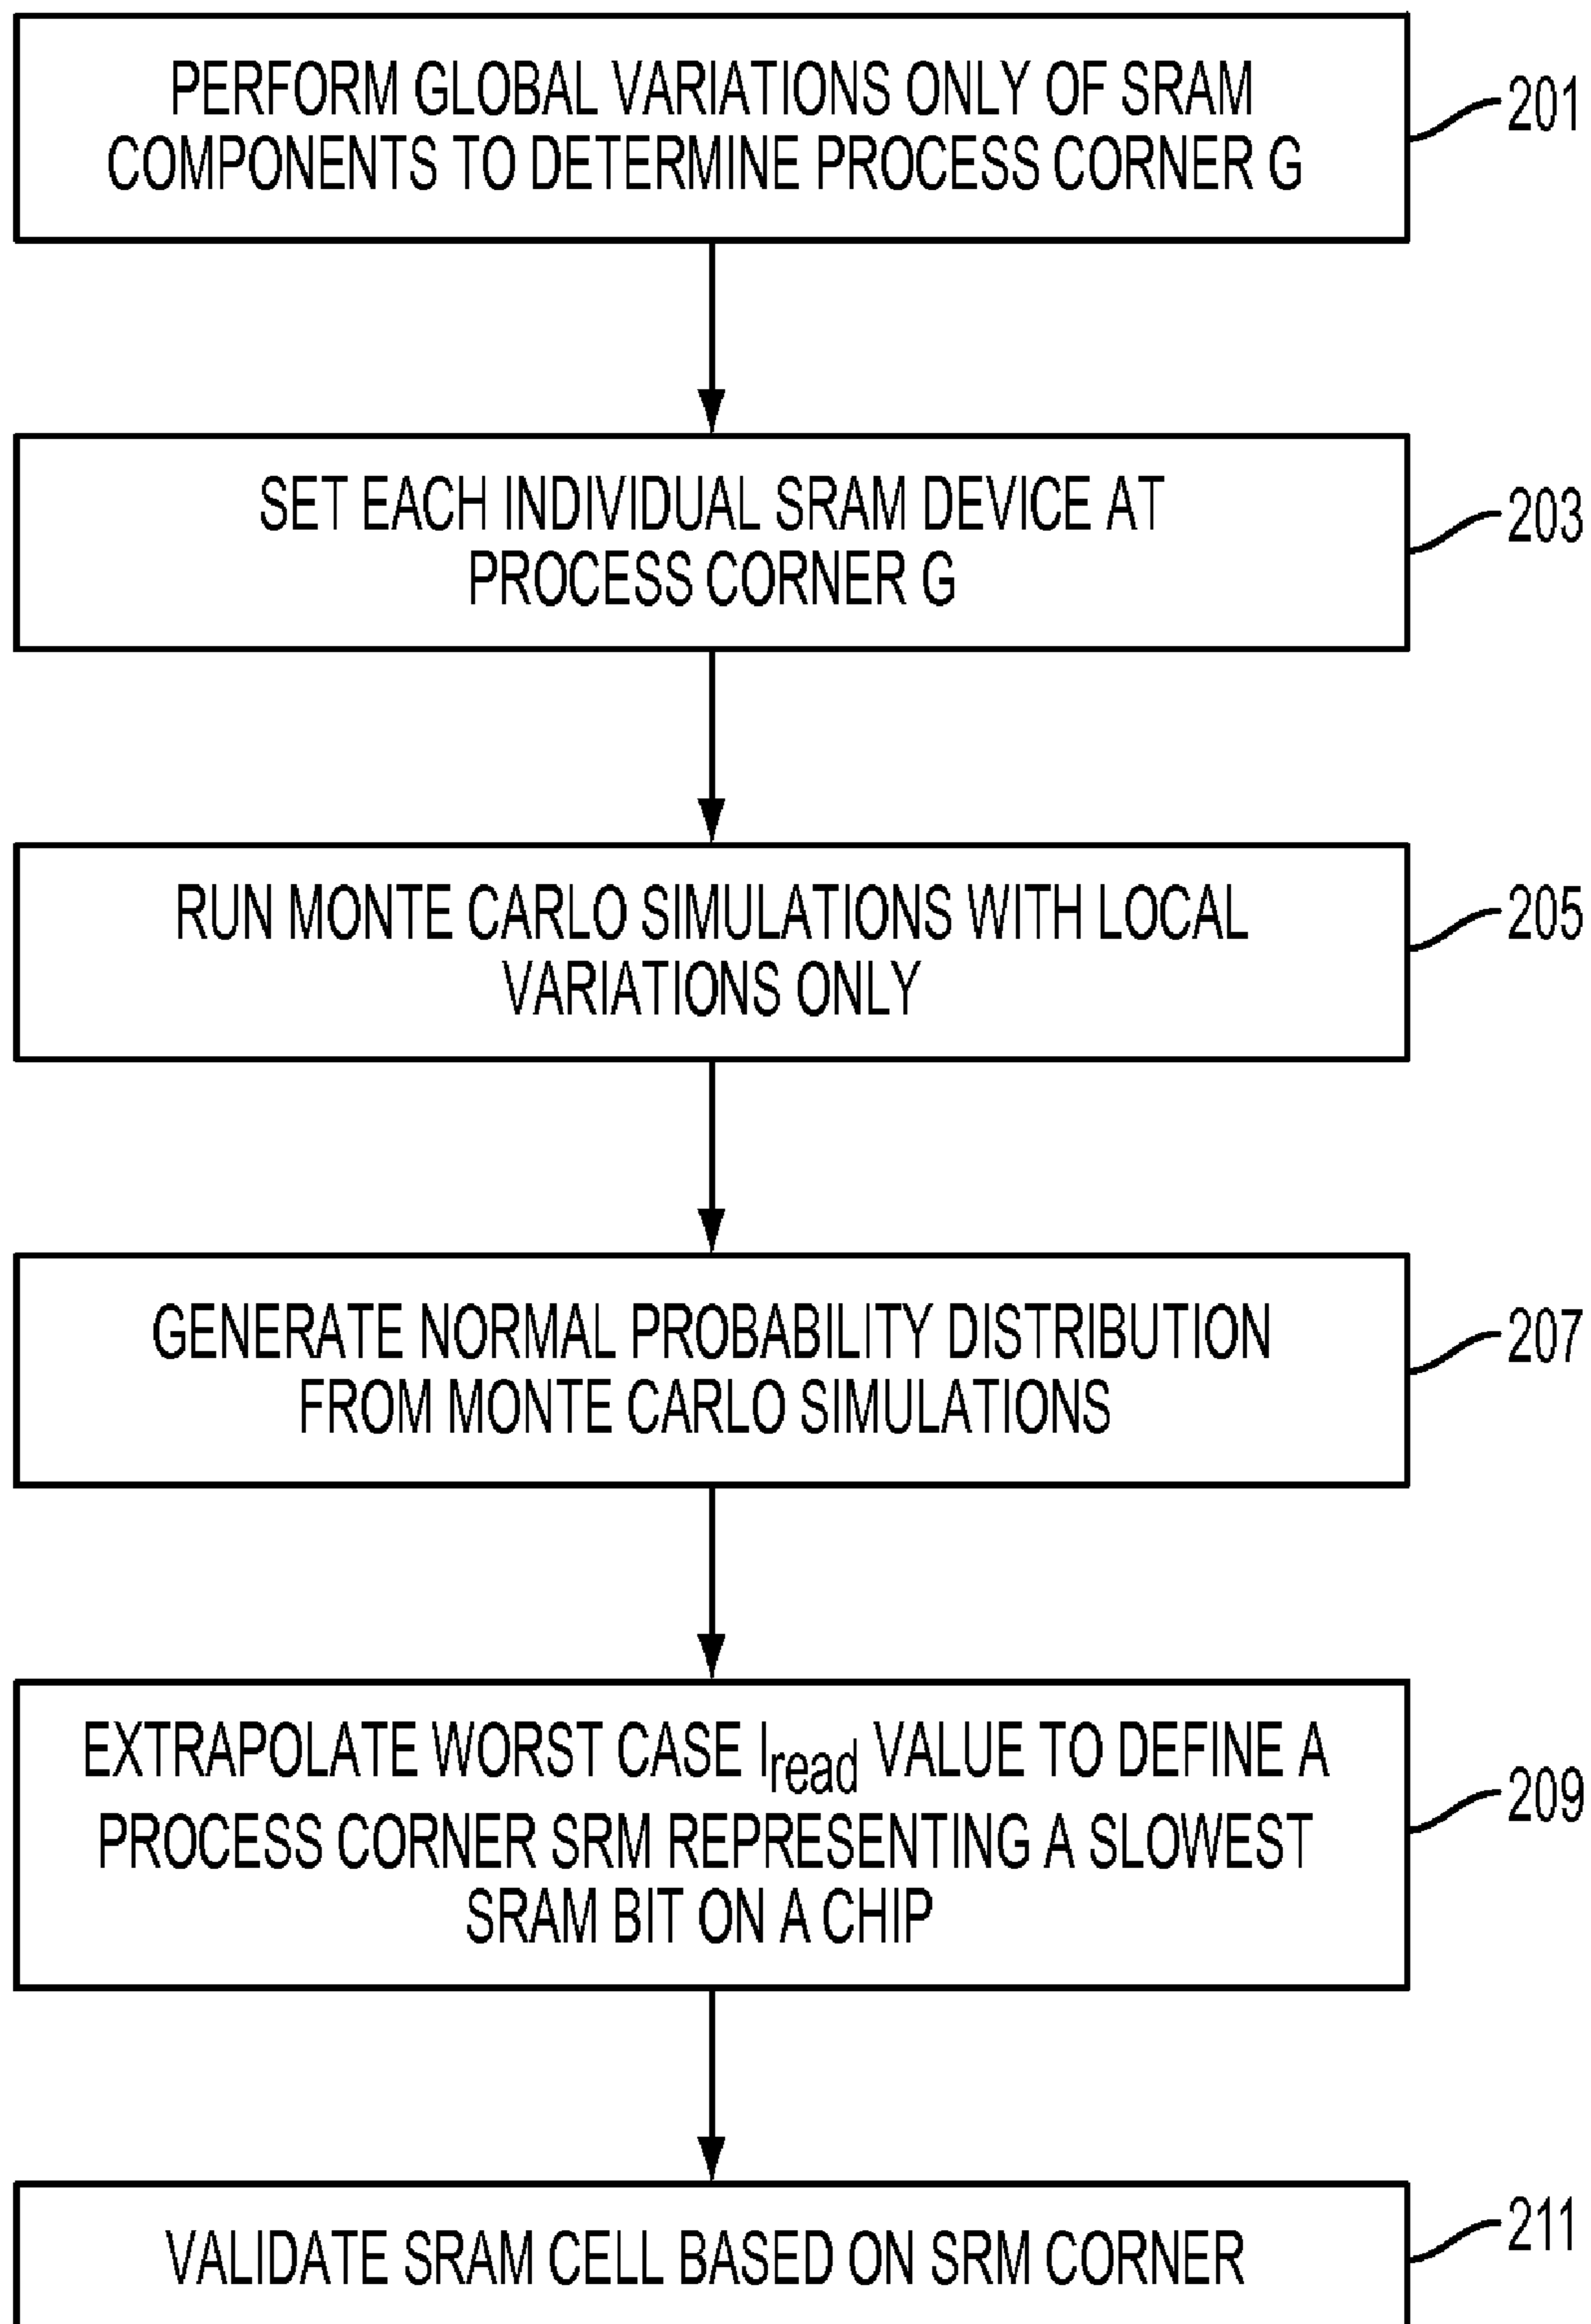 PERFORM GLOBAL VARIATIONS ONLY OF SRAM
COMPONENTS TO DETERMINE PROCESS CORNER G
201
SET EACH INDIVIDUAL SRAM DEVICE AT
PROCESS CORNER G
203
RUN MONTE CARLO SIMULATIONS WITH LOCAL
VARIATIONS ONLY
205
GENERATE NORMAL PROBABILITY DISTRIBUTION
FROM MONTE CARLO SIMULATIONS
207
EXTRAPOLATE WORST CASE Iread VALUE TO DEFINE A
PROCESS CORNER SRM REPRESENTING A SLOWEST
SRAM BIT ON A CHIP
209
VALIDATE SRAM CELL BASED ON SRM CORNER
211